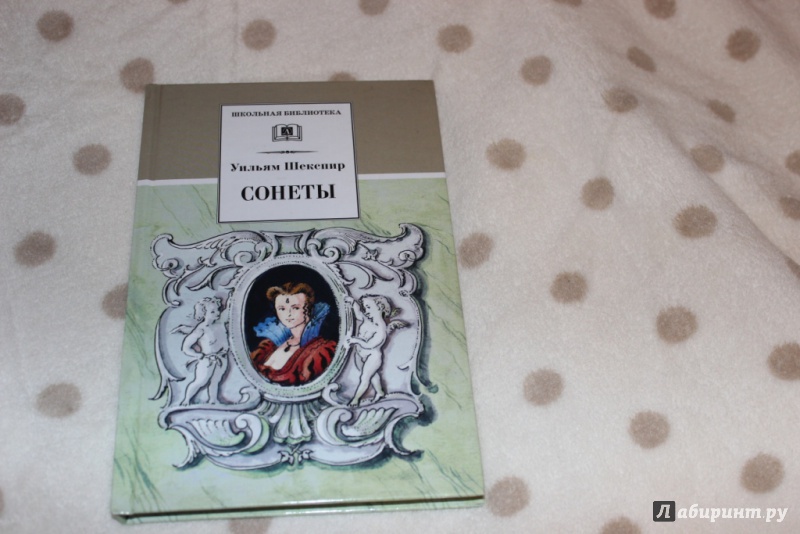 ШКОЛЬНАЯ БИБЛИОТЕКА
Уильям Шекспир
СОНЕТЫ
Лабиринт.ру